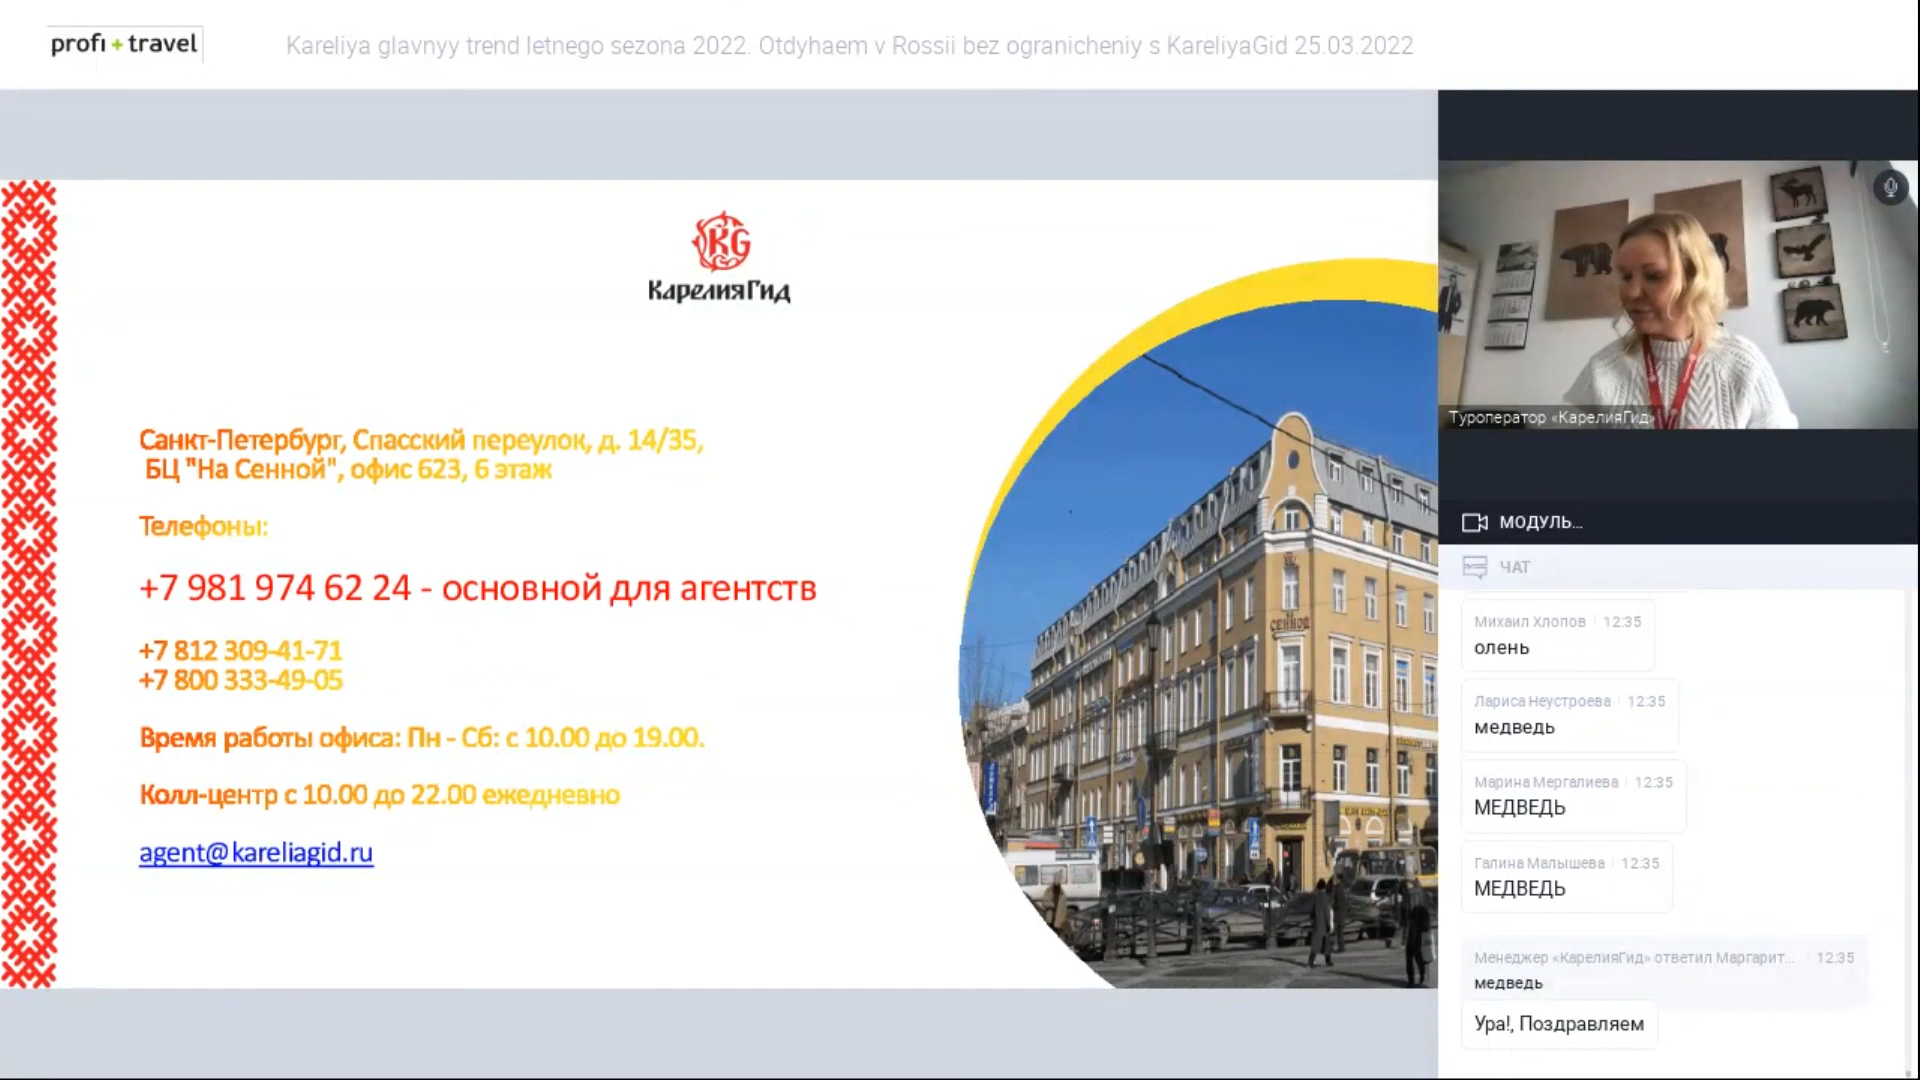 profi + travel
Kareliya glavnyy trend letnego sezona 2022. Otdyhaem v Rossii bez ogranicheniy s KareliyaGid 25.03.2022
KG
КарелияГид
Санкт-Петербург, Спасский переулок, д. 14/35,
БЦ "На Сенной", офис 623, 6 этаж
Телефоны:
+7 981 974 62 24 - основной для агентств
+7 812 309-41-71
+7 800 333-49-05
Время работы офиса: Пн - Сб: с 10.00 до 19.00.
Колл-центр с 10.00 до 22.00 ежедневно
agent@kareliagid.ru
СЕННОЙ
Туроператор «КарелияГид»
МОДУЛЬ...
ЧАТ
Михаил Хлопов 12:35
олень
Лариса Неустроева 12:35
медведь
Марина Мергалиева 12:35
МЕДВЕДЬ
Галина Малышева 12:35
МЕДВЕДЬ
Менеджер «КарелияГид» ответил Маргарит... 12:35
медведь
Ура!, Поздравляем